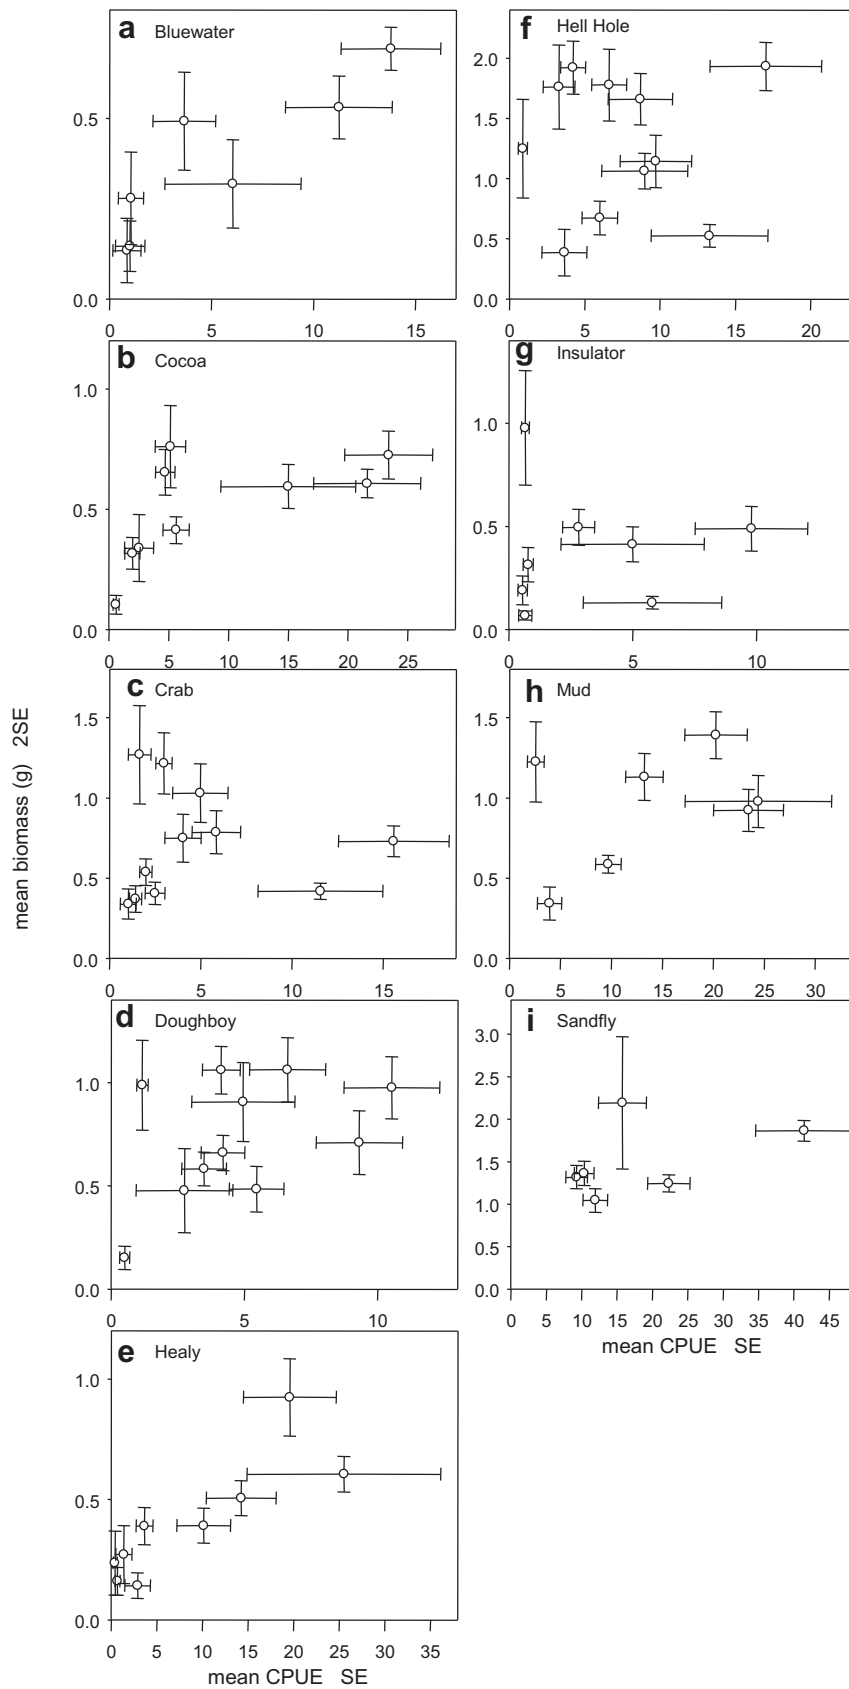 a Bluewater
0.5
0.0
0 5 10 15
b Cocoa
1.0
0.5
0.0
0 5 10 15 20 25
c Crab
1.5
1.0
0.5
0.0
0 5 10 15
d Doughboy
1.0
0.5
0.0
0 5 10
e Healy
1.0
0.5
0.0
0 5 10 15 20 25 30 35
mean CPUE SE
mean biomass (g) 2SE
f Hell Hole
2.0
1.5
1.0
0.5
0.0
0 5 10 15 20
g Insulator
1.0
0.5
0.0
0 5 10
h Mud
1.5
1.0
0.5
0.0
0 5 10 15 20 25 30
i Sandfly
3.0
2.5
2.0
1.5
1.0
0.5
0.0
0 5 10 15 20 25 30 35 40 45
mean CPUE SE